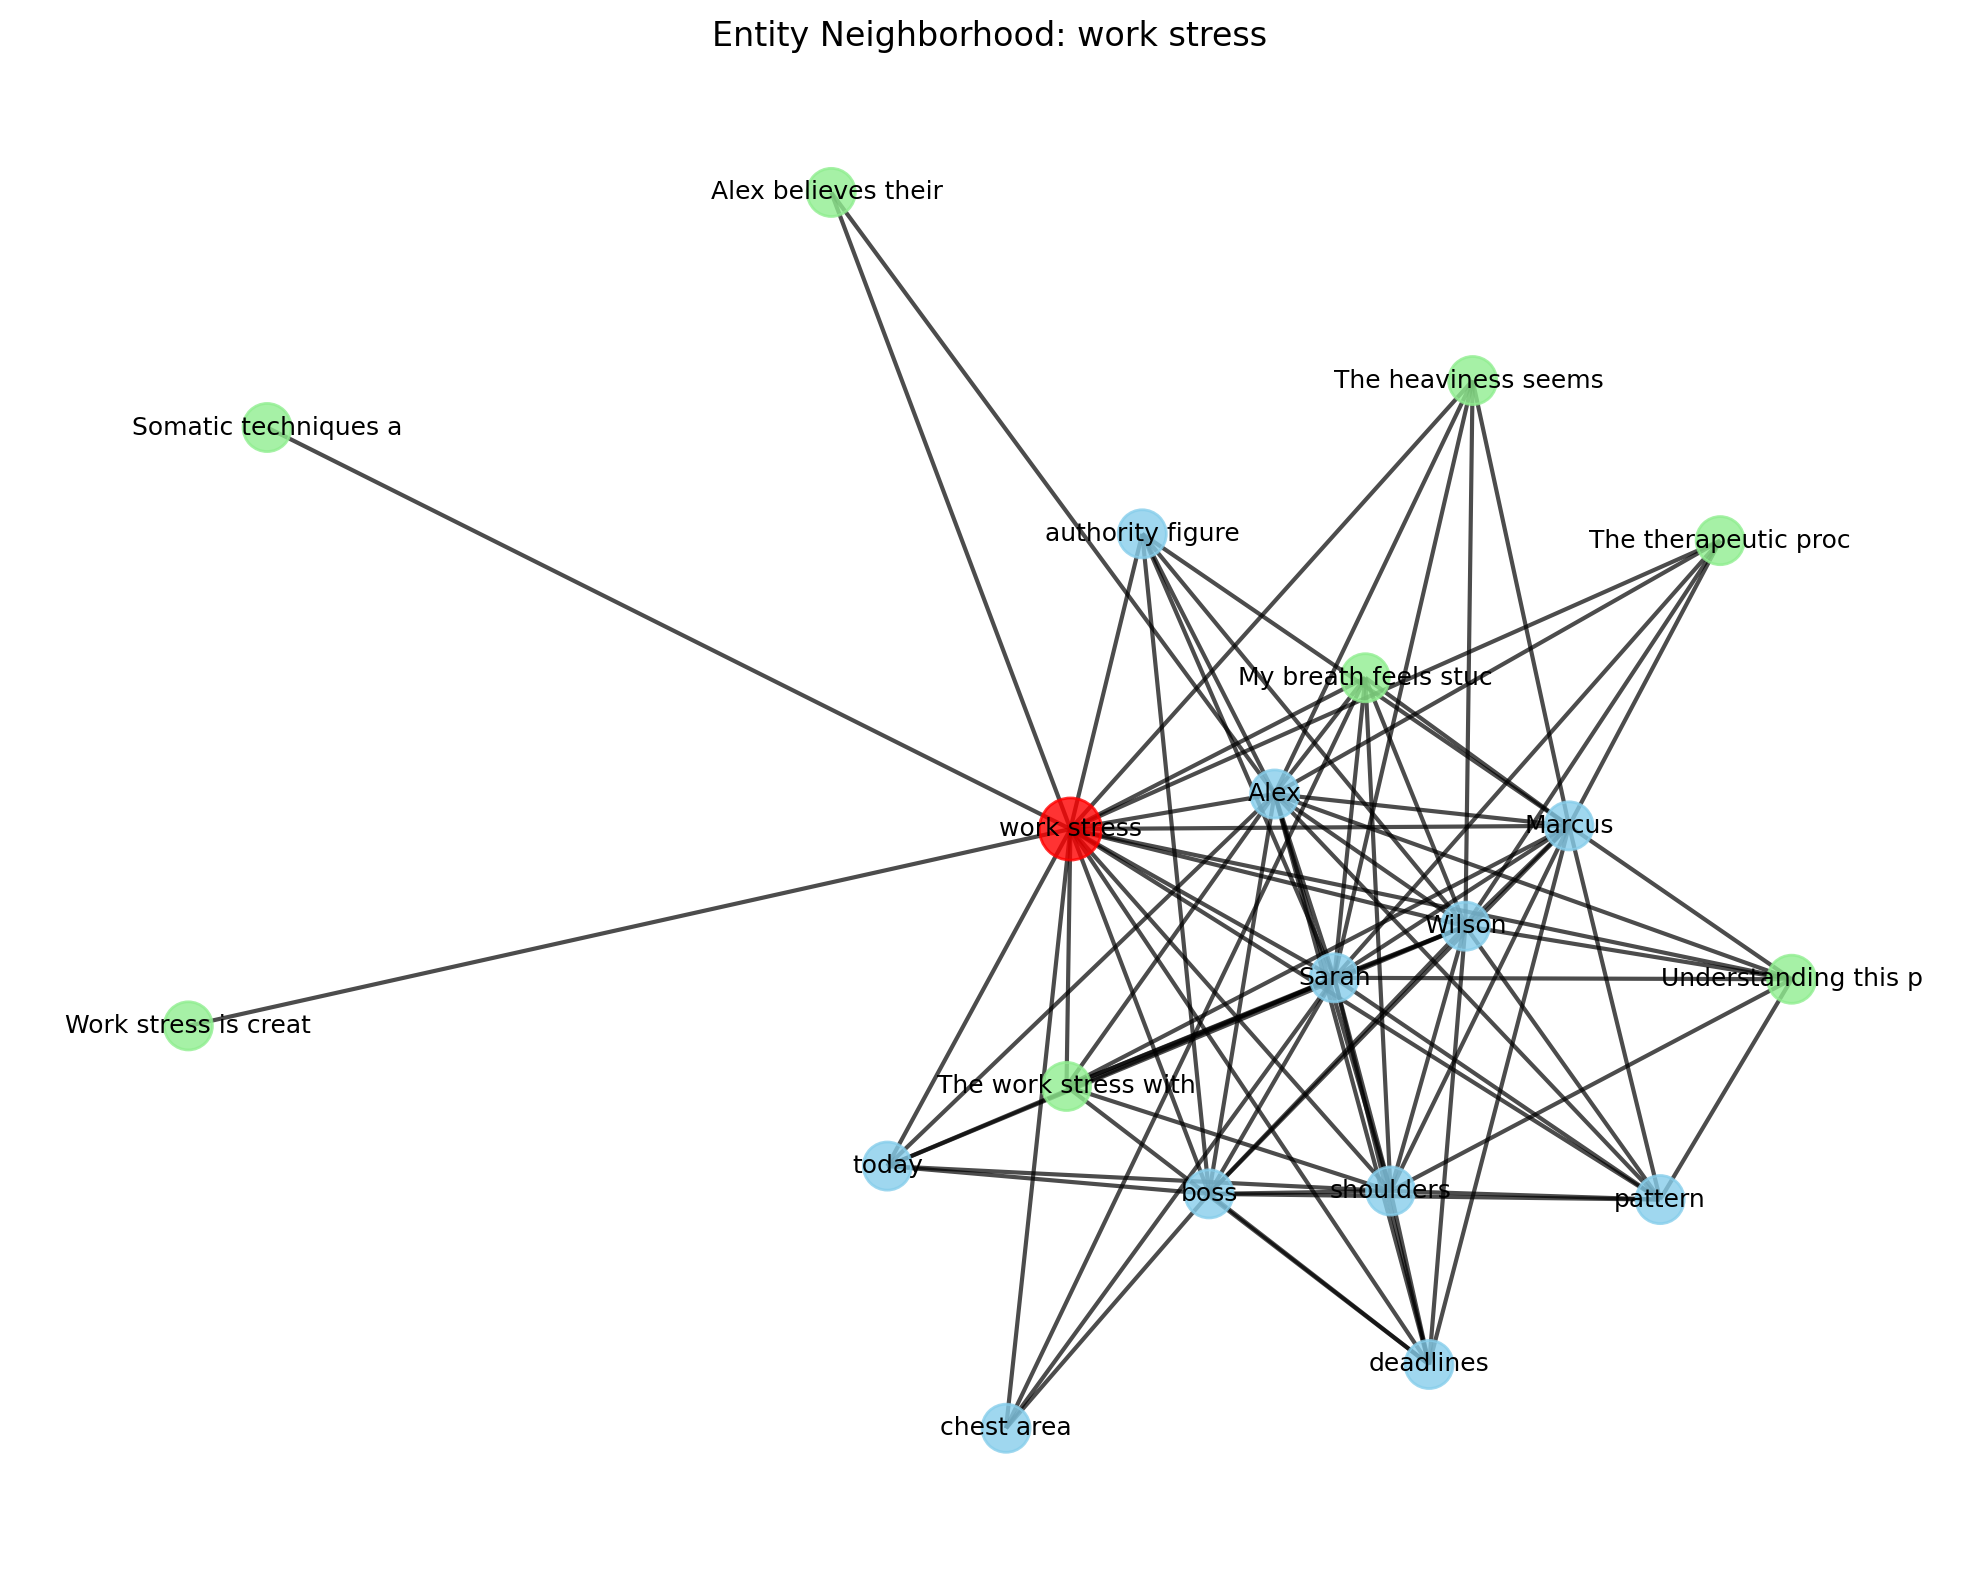 Entity Neighborhood: work stress
Alex believes their
The heaviness seems
Somatic techniques a
authority figure
The therapeutic proc
My breath feels stuc
Alex
work stress
Marcus
Wilson
Sarah
Understanding this p
Work stress is creat
The work stress with
today
boss
shoulders
pattern
deadlines
chest area